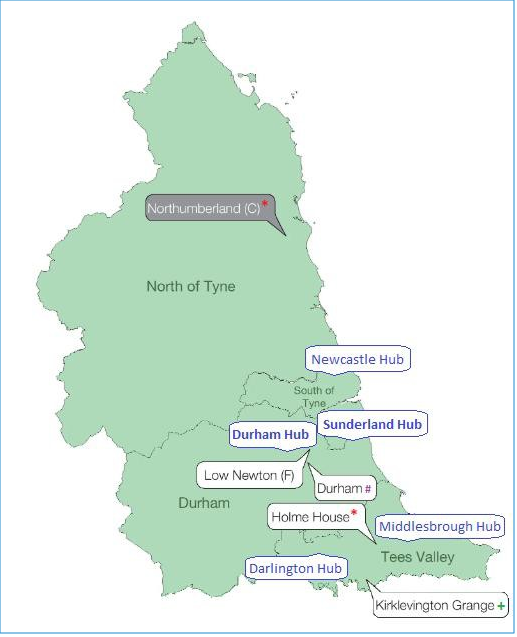 Northumberland (C)*
North of Tyne
Newcastle Hub
South of
Tyne
Sunderland Hub
Durham Hub
Low Newton (F)
Durham #
Durham
Holme House*
Middlesbrough Hub
Tees Valley
Darlington Hub
Kirklevington Grange +